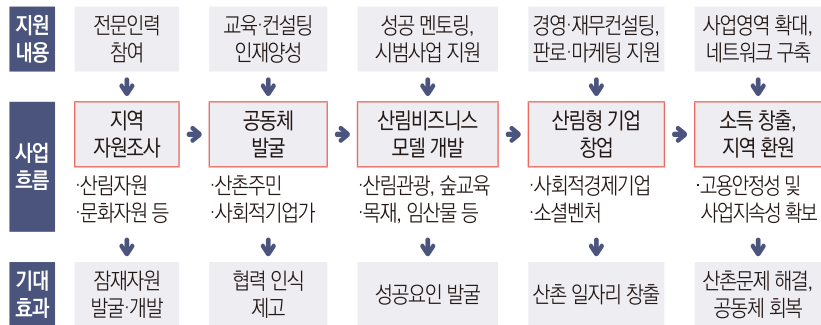 지원
내용
전문인력
참여
교육·컨설팅
인재양성
성공 멘토링,
시범사업 지원
경영·재무컨설팅,
판로·마케팅 지원
사업영역 확대,
네트워크 구축
사업
흐름
지역
자원조사
·산림자원
·문화자원 등
공동체
발굴
·산촌주민
·사회적기업가
산림비즈니스
모델 개발
·산림관광, 숲교육
·목재, 임산물 등
산림형 기업
창업
·사회적경제기업
·소셜벤처
소득 창출,
지역 환원
·고용안정성 및
사업지속성 확보
기대
효과
잠재자원
발굴·개발
협력 인식
제고
성공요인 발굴
산촌 일자리 창출
산촌문제 해결,
공동체 회복